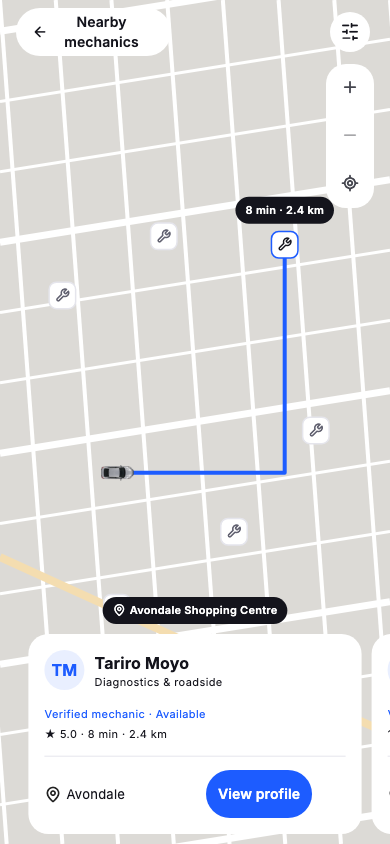 Nearby
mechanics
8 min · 2.4 km
Avondale Shopping Centre
TM
Tariro Moyo
Diagnostics & roadside
Verified mechanic · Available
★ 5.0 · 8 min · 2.4 km
Avondale
View profile